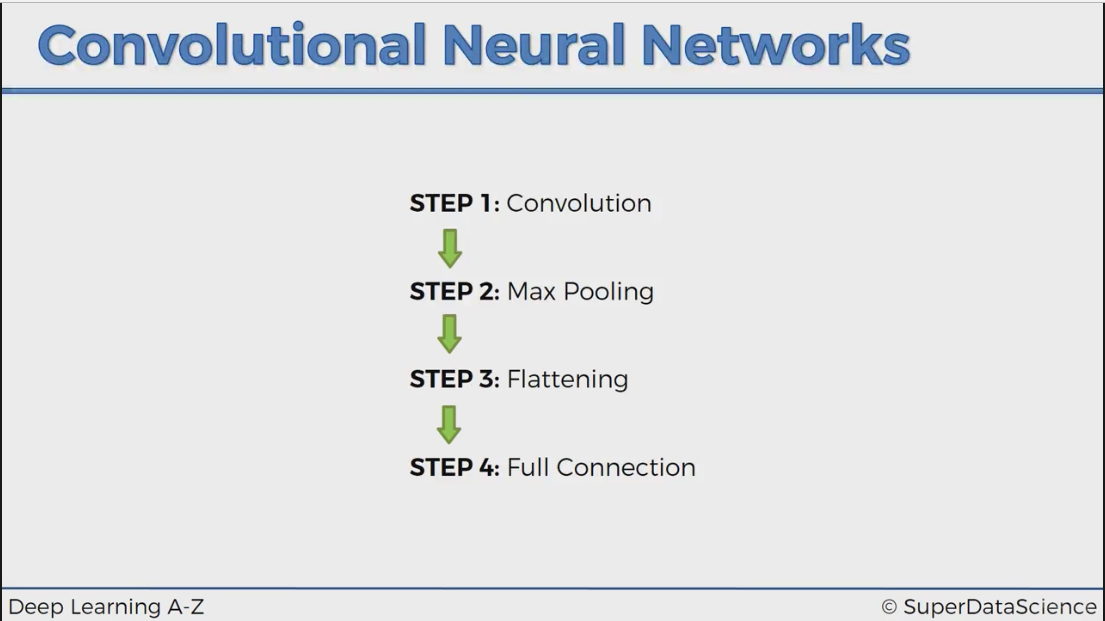 Convolutional Neural Networks
STEP 1: Convolution
STEP 2: Max Pooling
STEP 3: Flattening
STEP 4: Full Connection
Deep Learning A-Z
© SuperDataScience